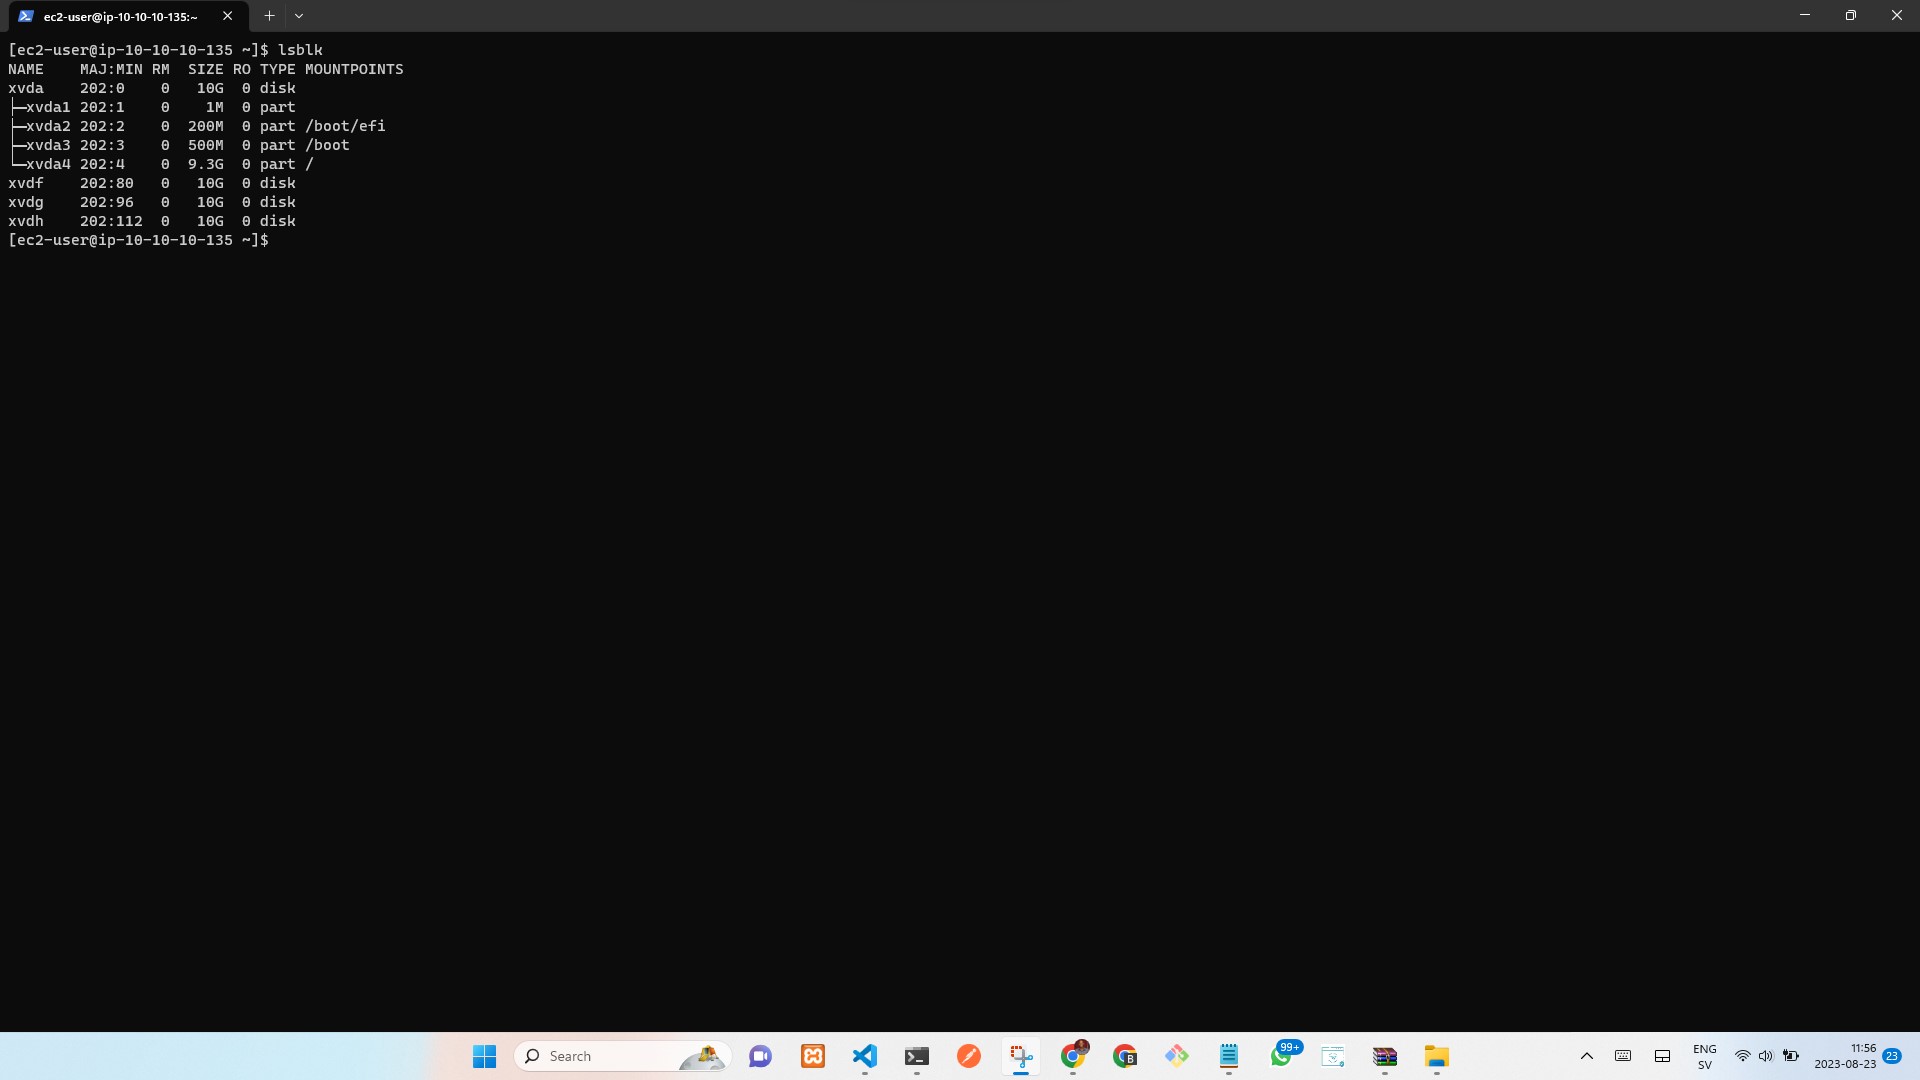 ec2-user@ip-10-10-10-135:~
[ec2-user@ip-10-10-10-135 ~]$ lsblk
NAME    MAJ:MIN RM  SIZE RO TYPE MOUNTPOINTS
xvda    202:0    0   10G  0 disk
├─xvda1 202:1    0    1M  0 part
├─xvda2 202:2    0  200M  0 part /boot/efi
├─xvda3 202:3    0  500M  0 part /boot
└─xvda4 202:4    0  9.3G  0 part /
xvdf    202:80   0   10G  0 disk
xvdg    202:96   0   10G  0 disk
xvdh    202:112  0   10G  0 disk
[ec2-user@ip-10-10-10-135 ~]$
Search
B
99+
ENG
SV
11:56
2023-08-23
23